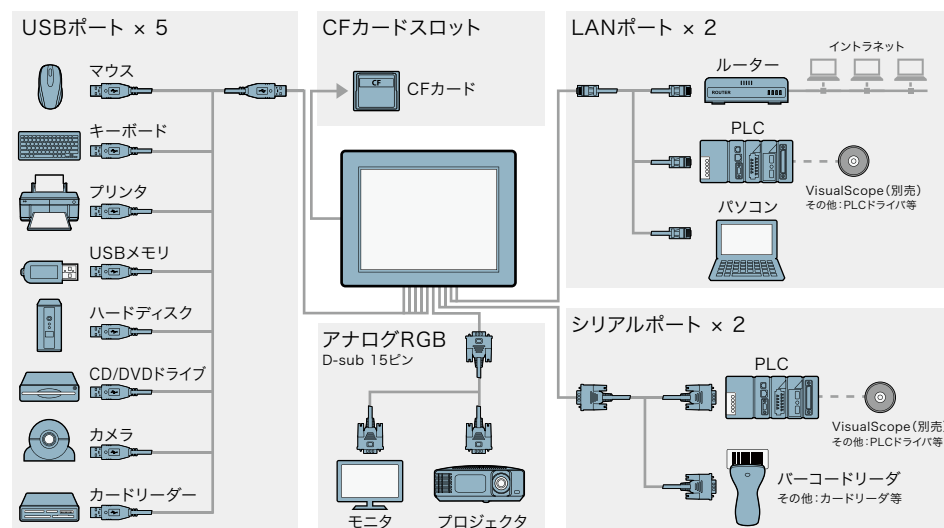 USBポート × 5
マウス
キーボード
プリンタ
USBメモリ
ハードディスク
CD/DVDドライブ
カメラ
カードリーダー
CFカードスロット
CF
CFカード
アナログRGB
D-sub 15ピン
モニタ
プロジェクタ
LANポート × 2
イントラネット
ルーター
ROUTER
PLC
VisualScope（別売）
その他：PLCドライバ等
パソコン
シリアルポート × 2
PLC
VisualScope（別売）
その他：PLCドライバ等
バーコードリーダ
その他：カードリーダ等